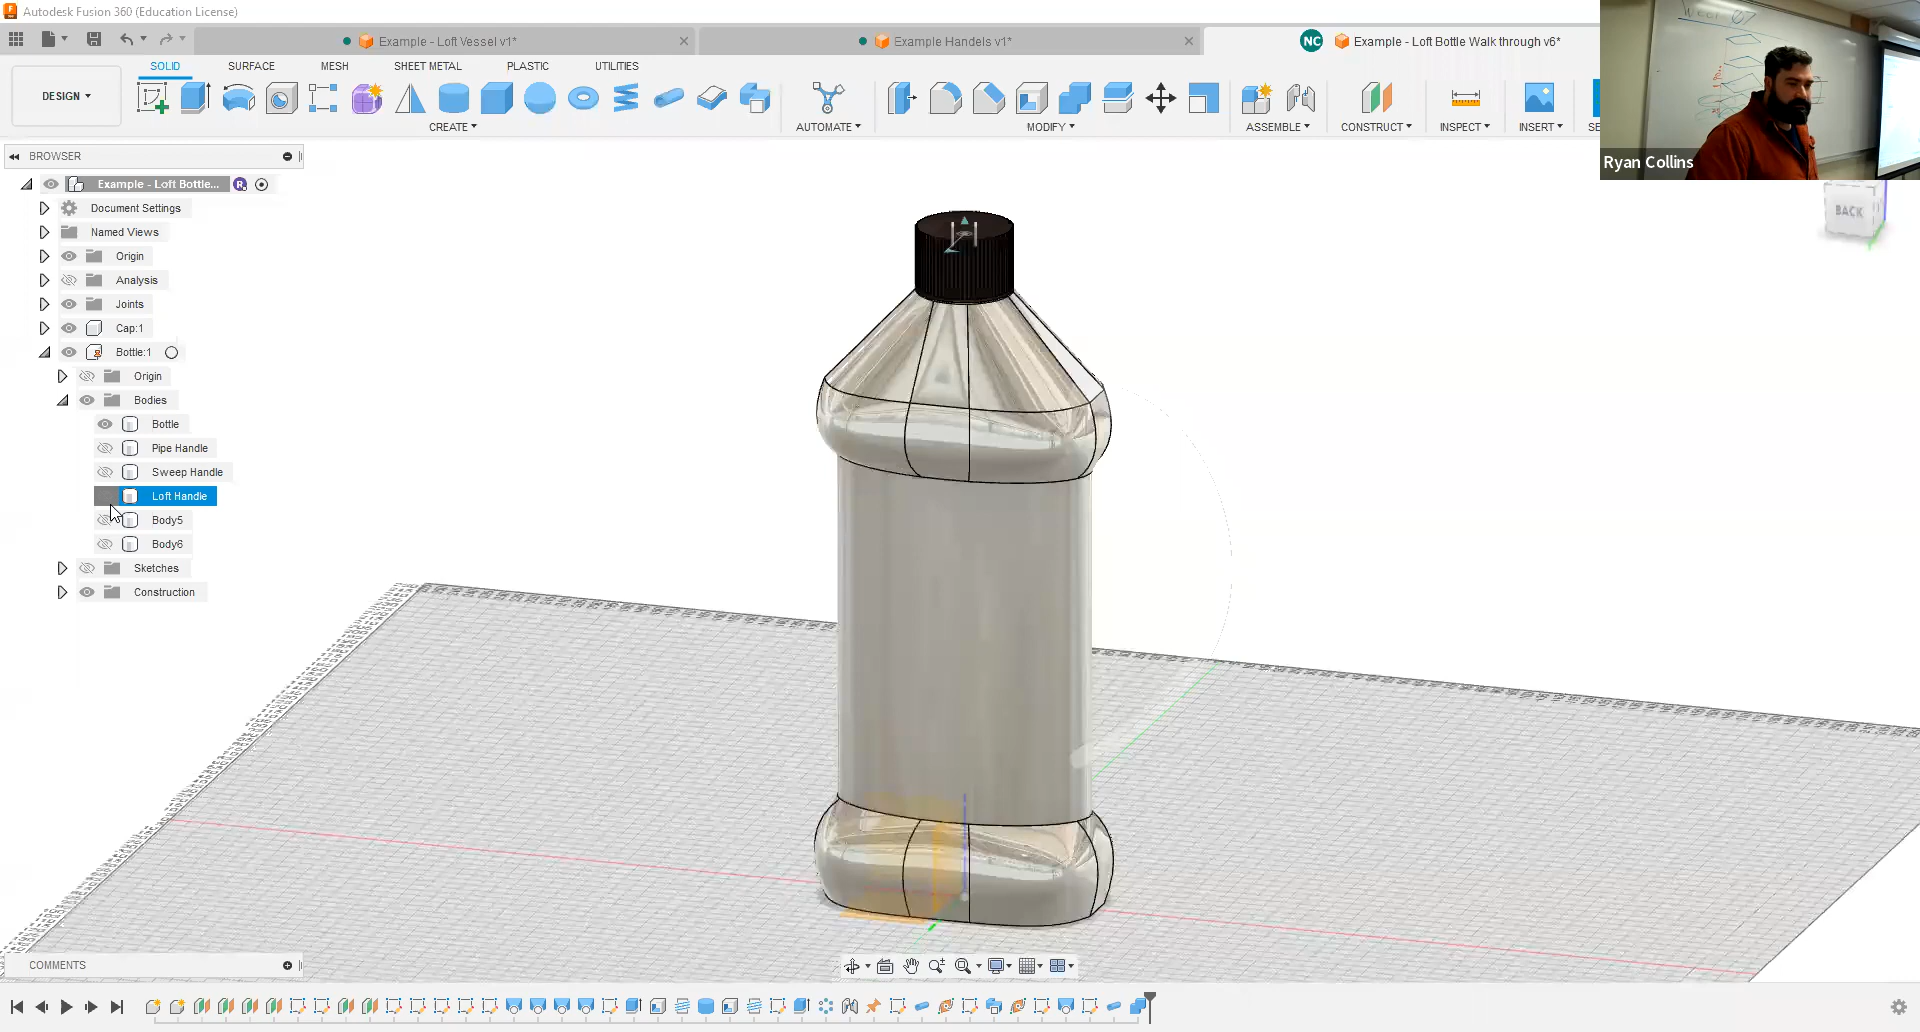 Autodesk Fusion 360 (Education License)
Example - Loft Vessel v1*
Example Handels v1*
NC
Example - Loft Bottle Walk through v6*
DESIGN
SOLID
SURFACE
MESH
SHEET METAL
PLASTIC
UTILITIES
CREATE
AUTOMATE
MODIFY
ASSEMBLE
CONSTRUCT
INSPECT
INSERT
SE
Ryan Collins
BACK
BROWSER
Example - Loft Bottle...
R
Document Settings
Named Views
Origin
Analysis
Joints
Cap:1
Bottle:1
Origin
Bodies
Bottle
Pipe Handle
Sweep Handle
Loft Handle
Body5
Body6
Sketches
Construction
COMMENTS